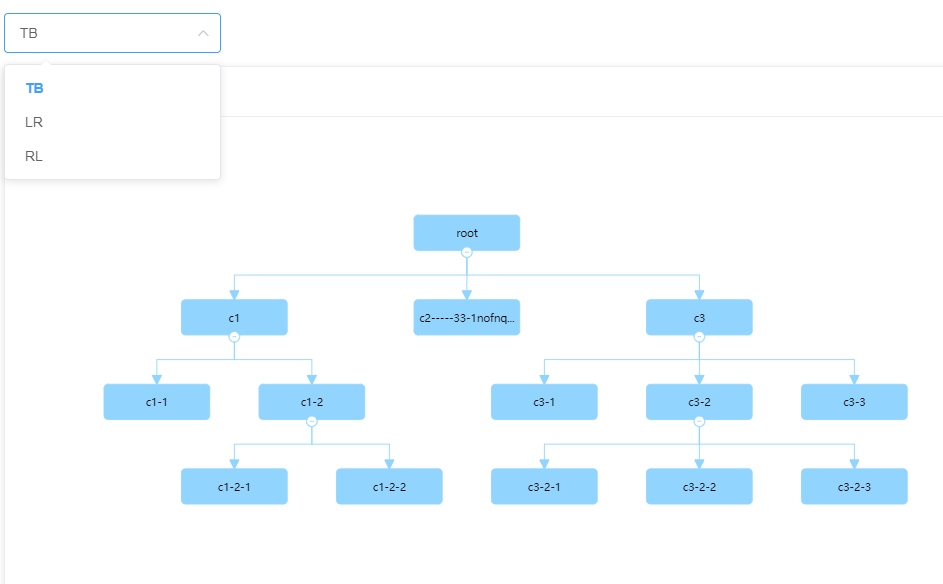 TB
TB
LR
RL
root
c1
c2-----33-1nofnq...
c3
c1-1
c1-2
c3-1
c3-2
c3-3
c1-2-1
c1-2-2
c3-2-1
c3-2-2
c3-2-3